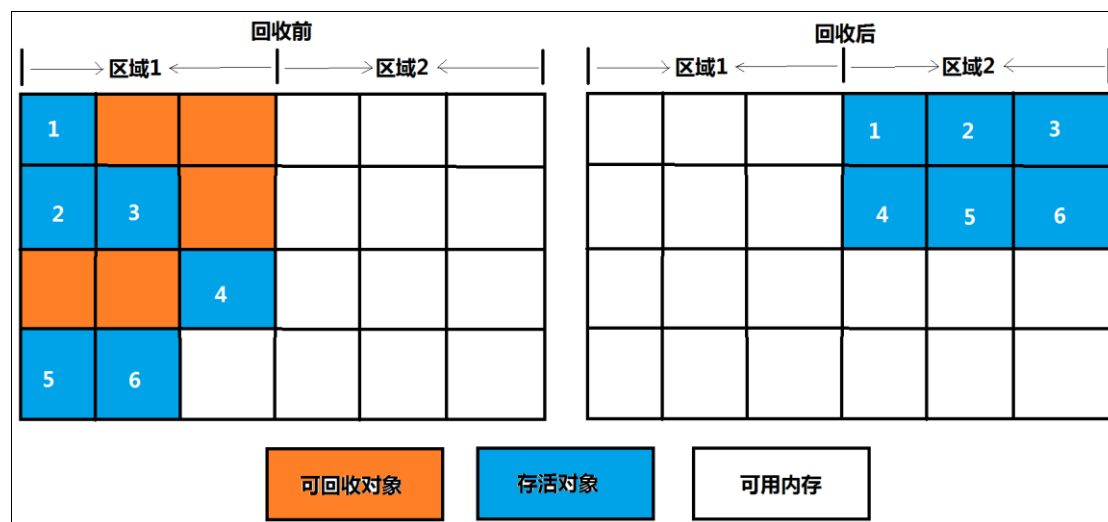 回收前 回收后
区域1 区域2 区域1 区域2
1 1 2 3
2 3 4 5 6
4
5 6
可回收对象 存活对象 可用内存